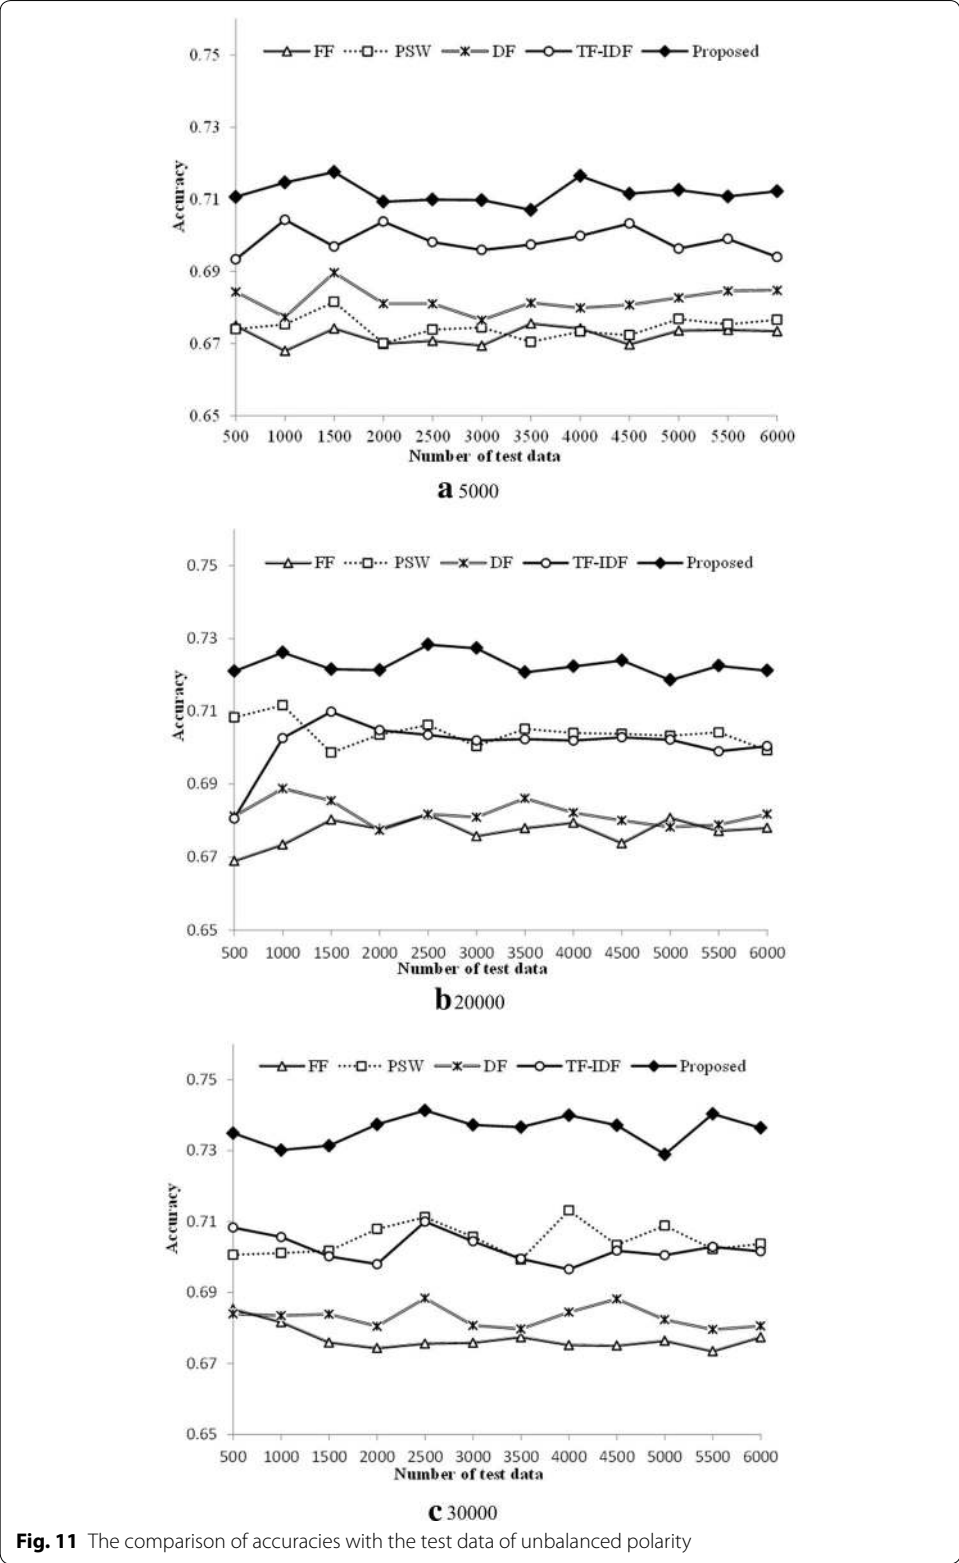 FF PSW DF TF-IDF Proposed
0.75
0.73
0.71
0.69
0.67
0.65
Accuracy
500 1000 1500 2000 2500 3000 3500 4000 4500 5000 5500 6000
Number of test data
a 5000
FF PSW DF TF-IDF Proposed
0.75
0.73
0.71
0.69
0.67
0.65
Accuracy
500 1000 1500 2000 2500 3000 3500 4000 4500 5000 5500 6000
Number of test data
b 20000
FF PSW DF TF-IDF Proposed
0.75
0.73
0.71
0.69
0.67
0.65
Accuracy
500 1000 1500 2000 2500 3000 3500 4000 4500 5000 5500 6000
Number of test data
c 30000
Fig. 11 The comparison of accuracies with the test data of unbalanced polarity